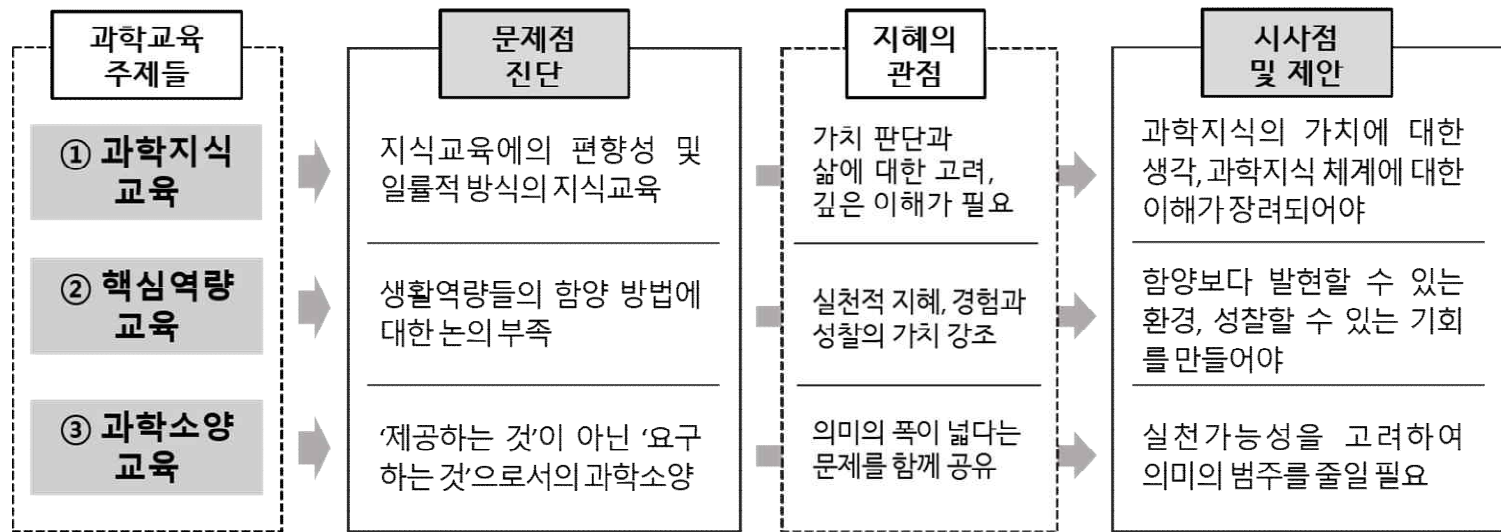 과학교육
주제들
문제점
진단
지혜의
관점
시사점
및 제안
① 과학지식
교육
지식교육에의 편향성 및
일률적 방식의 지식교육
가치 판단과
삶에 대한 고려,
깊은 이해가 필요
과학지식의 가치에 대한
생각, 과학지식 체계에 대한
이해가 장려되어야
② 핵심역량
교육
생활역량들의 함양 방법에
대한 논의 부족
실천적 지혜, 경험과
성찰의 가치 강조
함양보다 발현할 수 있는
환경, 성찰할 수 있는 기회
를 만들어야
③ 과학소양
교육
‘제공하는 것’이 아닌 ‘요구
하는 것’으로서의 과학소양
의미의 폭이 넓다는
문제를 함께 공유
실천가능성을 고려하여
의미의 범주를 줄일 필요